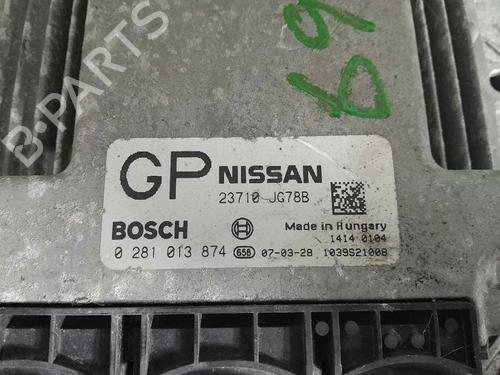 B-PARTS
69
GP NISSAN
23710 JG78B
BOSCH
Made in Hungary
1414 0104
0 281 013 874 658 07-03-28 1039S21008